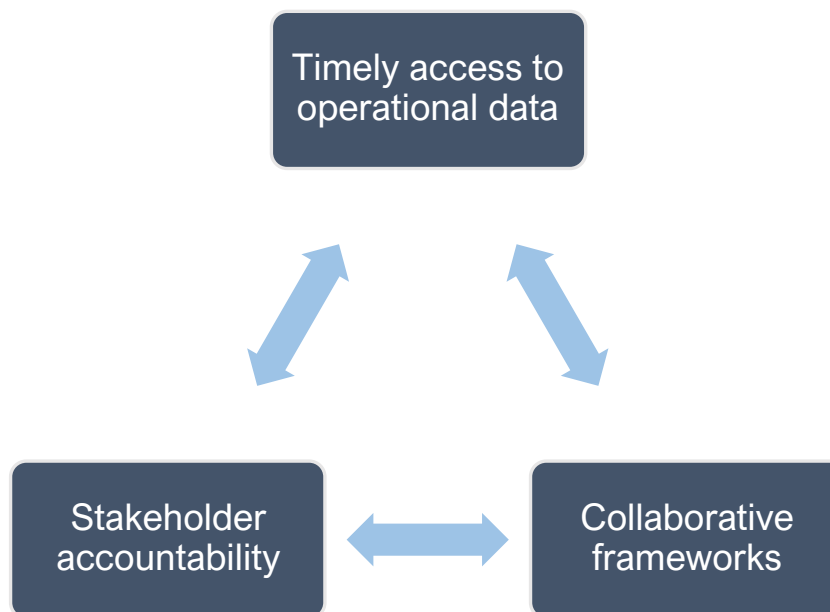 Timely access to
operational data
Stakeholder
accountability
Collaborative
frameworks